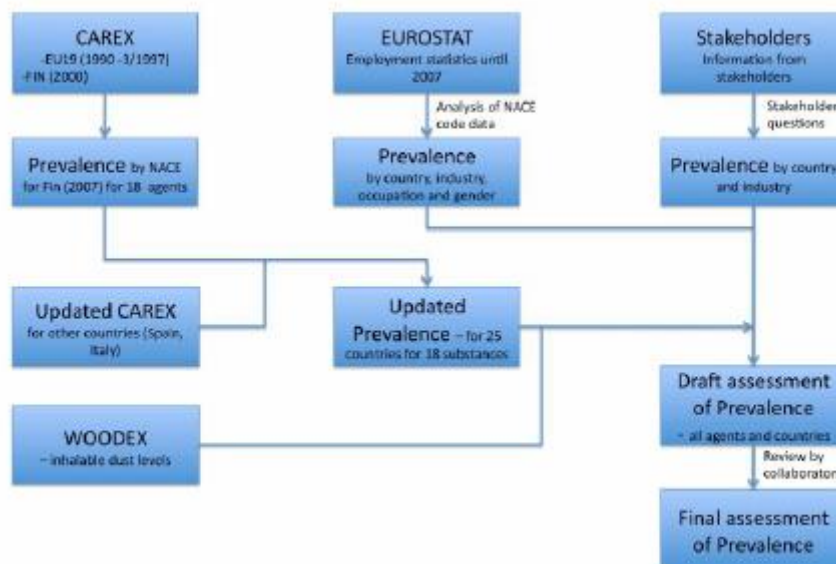 CAREX
-EU19 (1990 -3/1997)
-FIN (2000)
EUROSTAT
Employment statistics until
2007
Stakeholders
Information from
stakeholders
Analysis of NACE
code data
Stakeholder
questions
Prevalence by NACE
for Fin (2007) for 18 agents
Prevalence
by country, industry,
occupation and gender
Prevalence by country
and industry
Updated CAREX
for other countries (Spain,
Italy)
Updated
Prevalence – for 25
countries for 18 substances
Draft assessment
of Prevalence
– all agents and countries
WOODEX
– inhalable dust levels
Review by
collaborator
Final assessment
of Prevalence